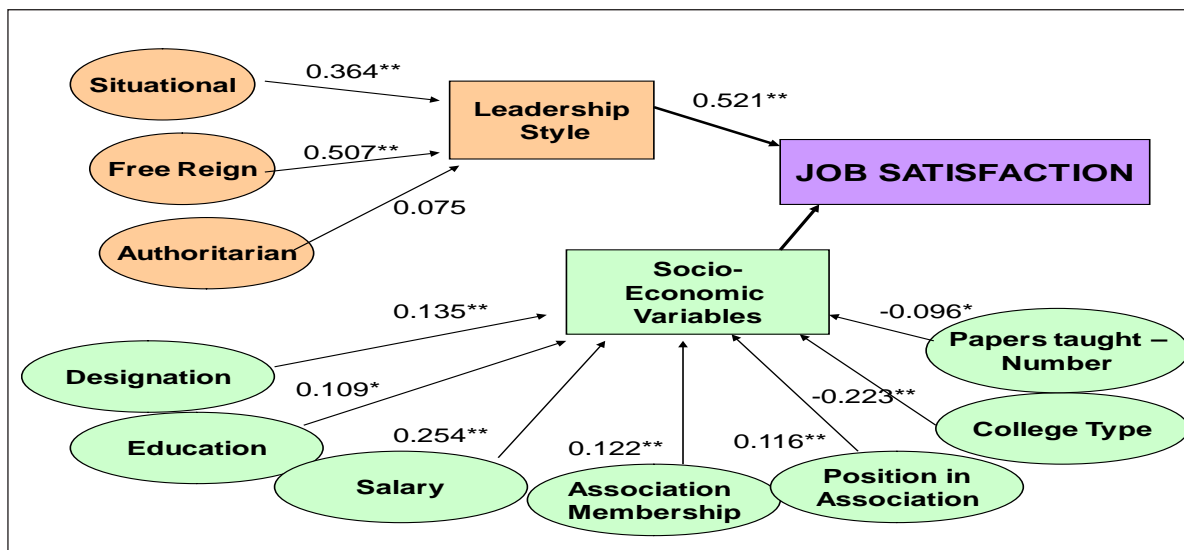 Situational
0.364**
Leadership
Style
0.521**
Free Reign
0.507**
JOB SATISFACTION
0.075
Authoritarian
Socio-
Economic
Variables
0.135**
-0.096*
Papers taught –
Number
Designation
0.109*
-0.223**
College Type
Education
0.254**
0.122**
0.116**
Salary
Association
Membership
Position in
Association